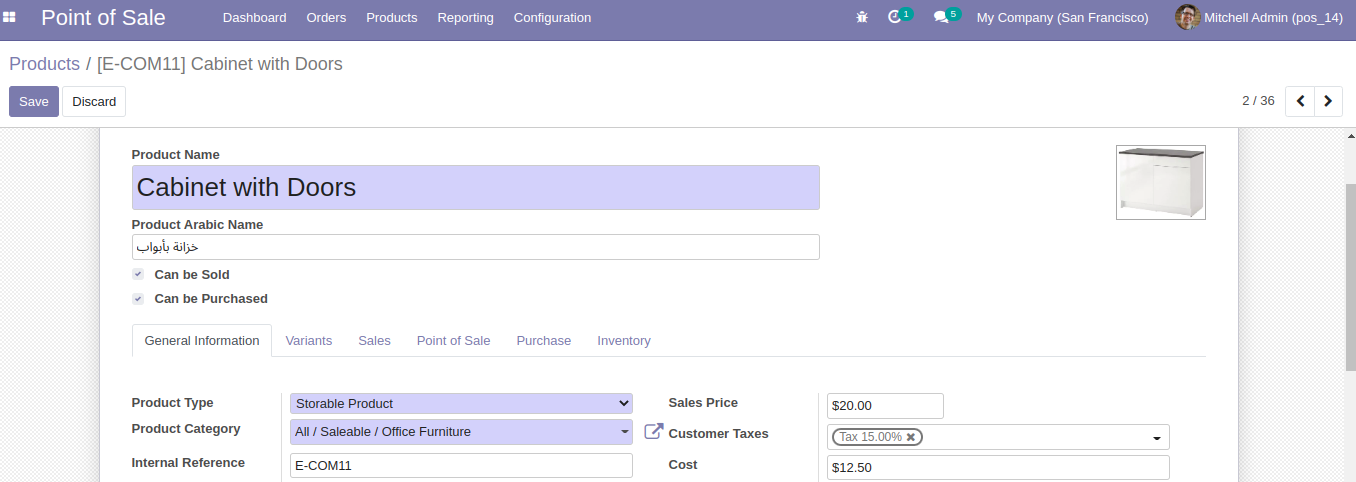 Point of Sale Dashboard Orders Products Reporting Configuration 1 5 My Company (San Francisco) Mitchell Admin (pos_14)
Products / [E-COM11] Cabinet with Doors
Save Discard 2 / 36
Product Name
Cabinet with Doors
Product Arabic Name
خزانة بأبواب
Can be Sold
Can be Purchased
General Information Variants Sales Point of Sale Purchase Inventory
Product Type Storable Product Sales Price $20.00
Product Category All / Saleable / Office Furniture Customer Taxes Tax 15.00%
Internal Reference E-COM11 Cost $12.50